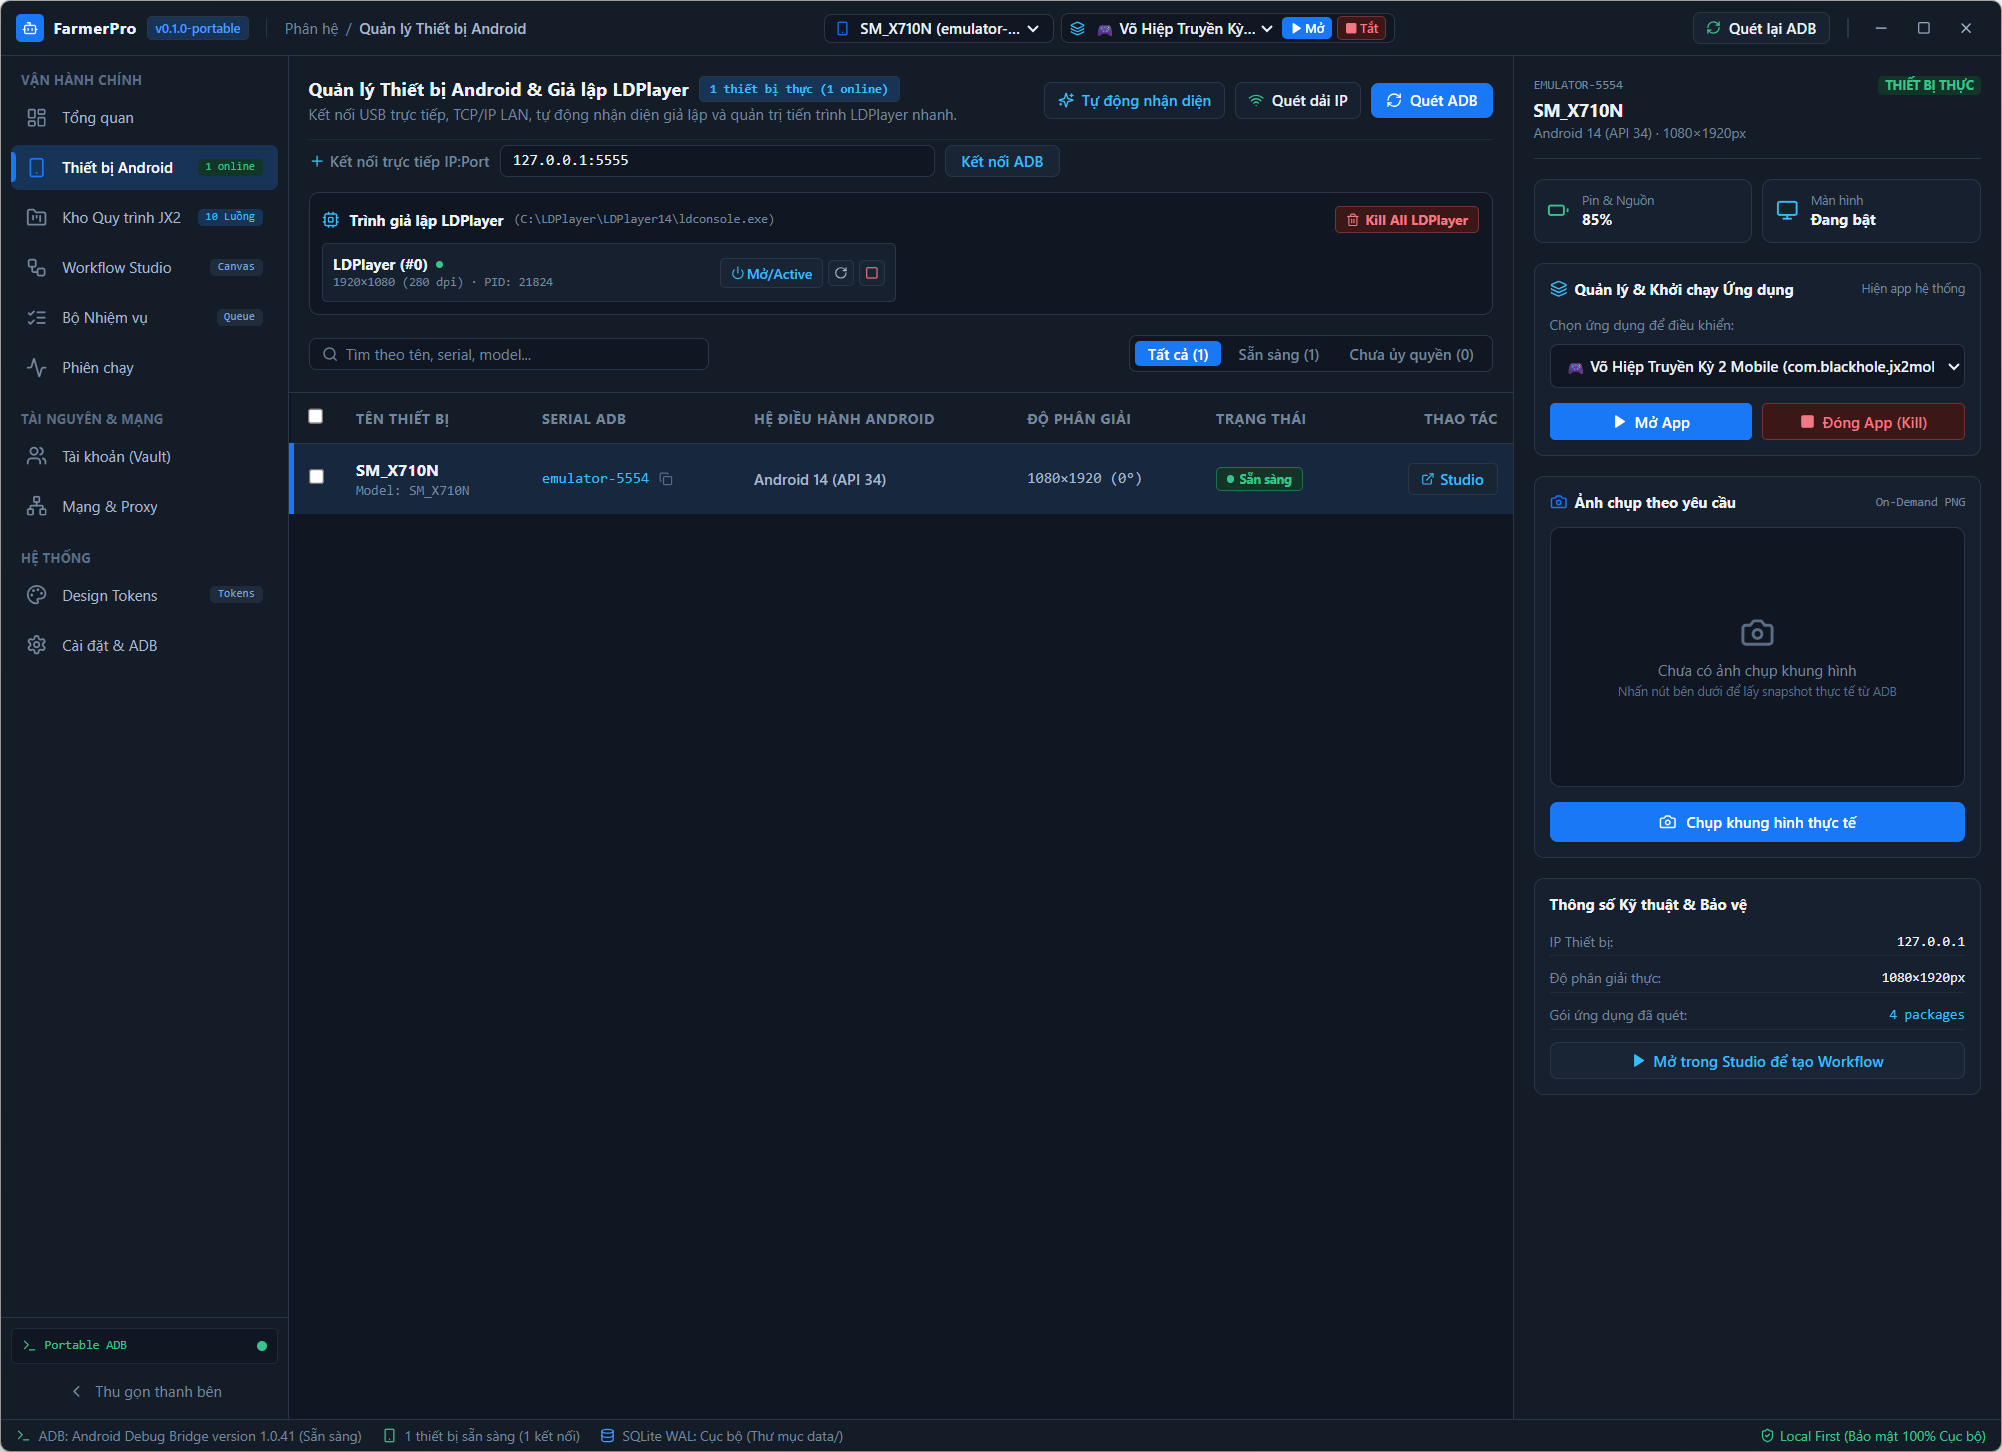 FarmerPro v0.1.0-portable Phân hệ / Quản lý Thiết bị Android
SM_X710N (emulator-... Võ Hiệp Truyền Kỳ... Mở Tắt
Quét lại ADB
VẬN HÀNH CHÍNH
Tổng quan
Thiết bị Android 1 online
Kho Quy trình JX2 10 Luồng
Workflow Studio Canvas
Bộ Nhiệm vụ Queue
Phiên chạy
TÀI NGUYÊN & MẠNG
Tài khoản (Vault)
Mạng & Proxy
HỆ THỐNG
Design Tokens Tokens
Cài đặt & ADB
Portable ADB
Thu gọn thanh bên
Quản lý Thiết bị Android & Giả lập LDPlayer 1 thiết bị thực (1 online)
Kết nối USB trực tiếp, TCP/IP LAN, tự động nhận diện giả lập và quản trị tiến trình LDPlayer nhanh.
Tự động nhận diện Quét dải IP Quét ADB
Kết nối trực tiếp IP:Port 127.0.0.1:5555 Kết nối ADB
Trình giả lập LDPlayer (C:\LDPlayer\LDPlayer14\ldconsole.exe) Kill All LDPlayer
LDPlayer (#0)
1920×1080 (280 dpi) · PID: 21824
Mở/Active
Tìm theo tên, serial, model...
Tất cả (1) Sẵn sàng (1) Chưa ủy quyền (0)
TÊN THIẾT BỊ SERIAL ADB HỆ ĐIỀU HÀNH ANDROID ĐỘ PHÂN GIẢI TRẠNG THÁI THAO TÁC
SM_X710N emulator-5554 Android 14 (API 34) 1080×1920 (0°) Sẵn sàng Studio
Model: SM_X710N
EMULATOR-5554 THIẾT BỊ THỰC
SM_X710N
Android 14 (API 34) · 1080×1920px
Pin & Nguồn
85%
Màn hình
Đang bật
Quản lý & Khởi chạy Ứng dụng Hiện app hệ thống
Chọn ứng dụng để điều khiển:
Võ Hiệp Truyền Kỳ 2 Mobile (com.blackhole.jx2mol
Mở App Đóng App (Kill)
Ảnh chụp theo yêu cầu On-Demand PNG
Chưa có ảnh chụp khung hình
Nhấn nút bên dưới để lấy snapshot thực tế từ ADB
Chụp khung hình thực tế
Thông số Kỹ thuật & Bảo vệ
IP Thiết bị: 127.0.0.1
Độ phân giải thực: 1080×1920px
Gói ứng dụng đã quét: 4 packages
Mở trong Studio để tạo Workflow
ADB: Android Debug Bridge version 1.0.41 (Sẵn sàng) 1 thiết bị sẵn sàng (1 kết nối) SQLite WAL: Cục bộ (Thư mục data/) Local First (Bảo mật 100% Cục bộ)